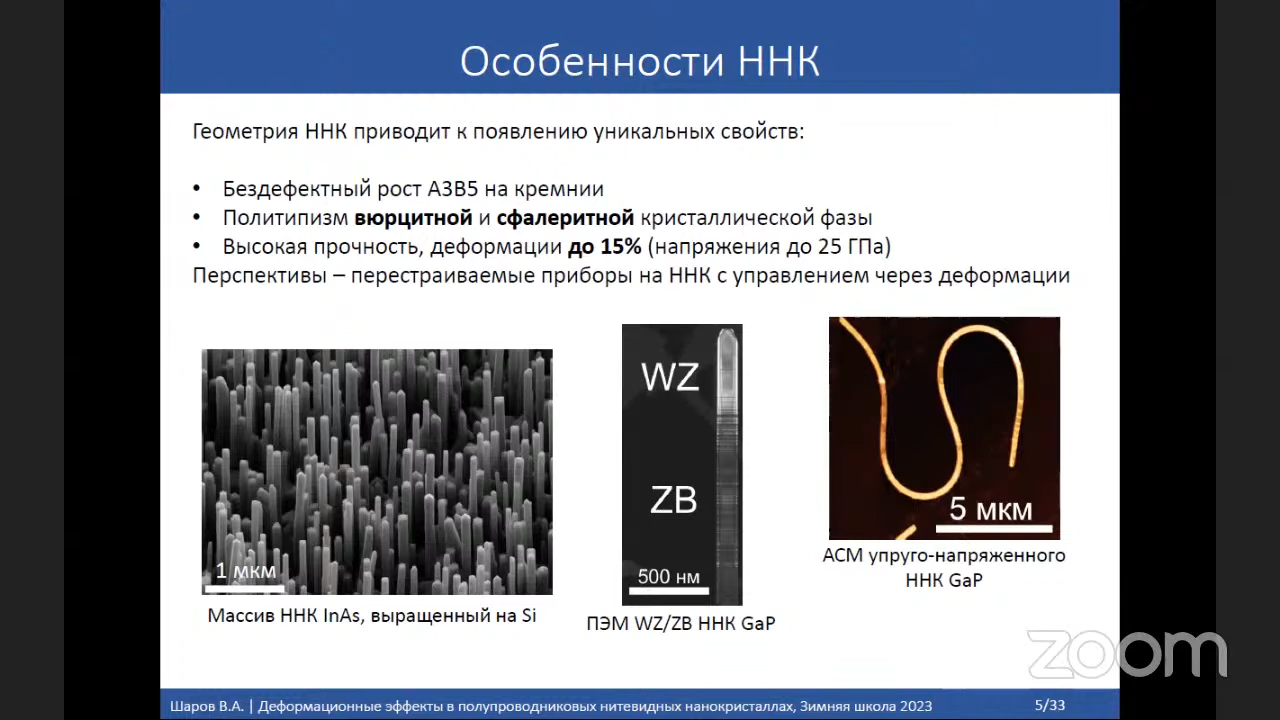 Особенности ННК
Геометрия ННК приводит к появлению уникальных свойств:
• Бездефектный рост А3В5 на кремнии
• Политипизм вюрцитной и сфалеритной кристаллической фазы
• Высокая прочность, деформации до 15% (напряжения до 25 ГПа)
Перспективы – перестраиваемые приборы на ННК с управлением через деформации
1 мкм
Массив ННК InAs, выращенный на Si
WZ
ZB
500 нм
ПЭМ WZ/ZB ННК GaP
5 мкм
АСМ упруго-напряженного
ННК GaP
zoom
Шаров В.А. | Деформационные эффекты в полупроводниковых нитевидных нанокристаллах, Зимняя школа 2023
5/33